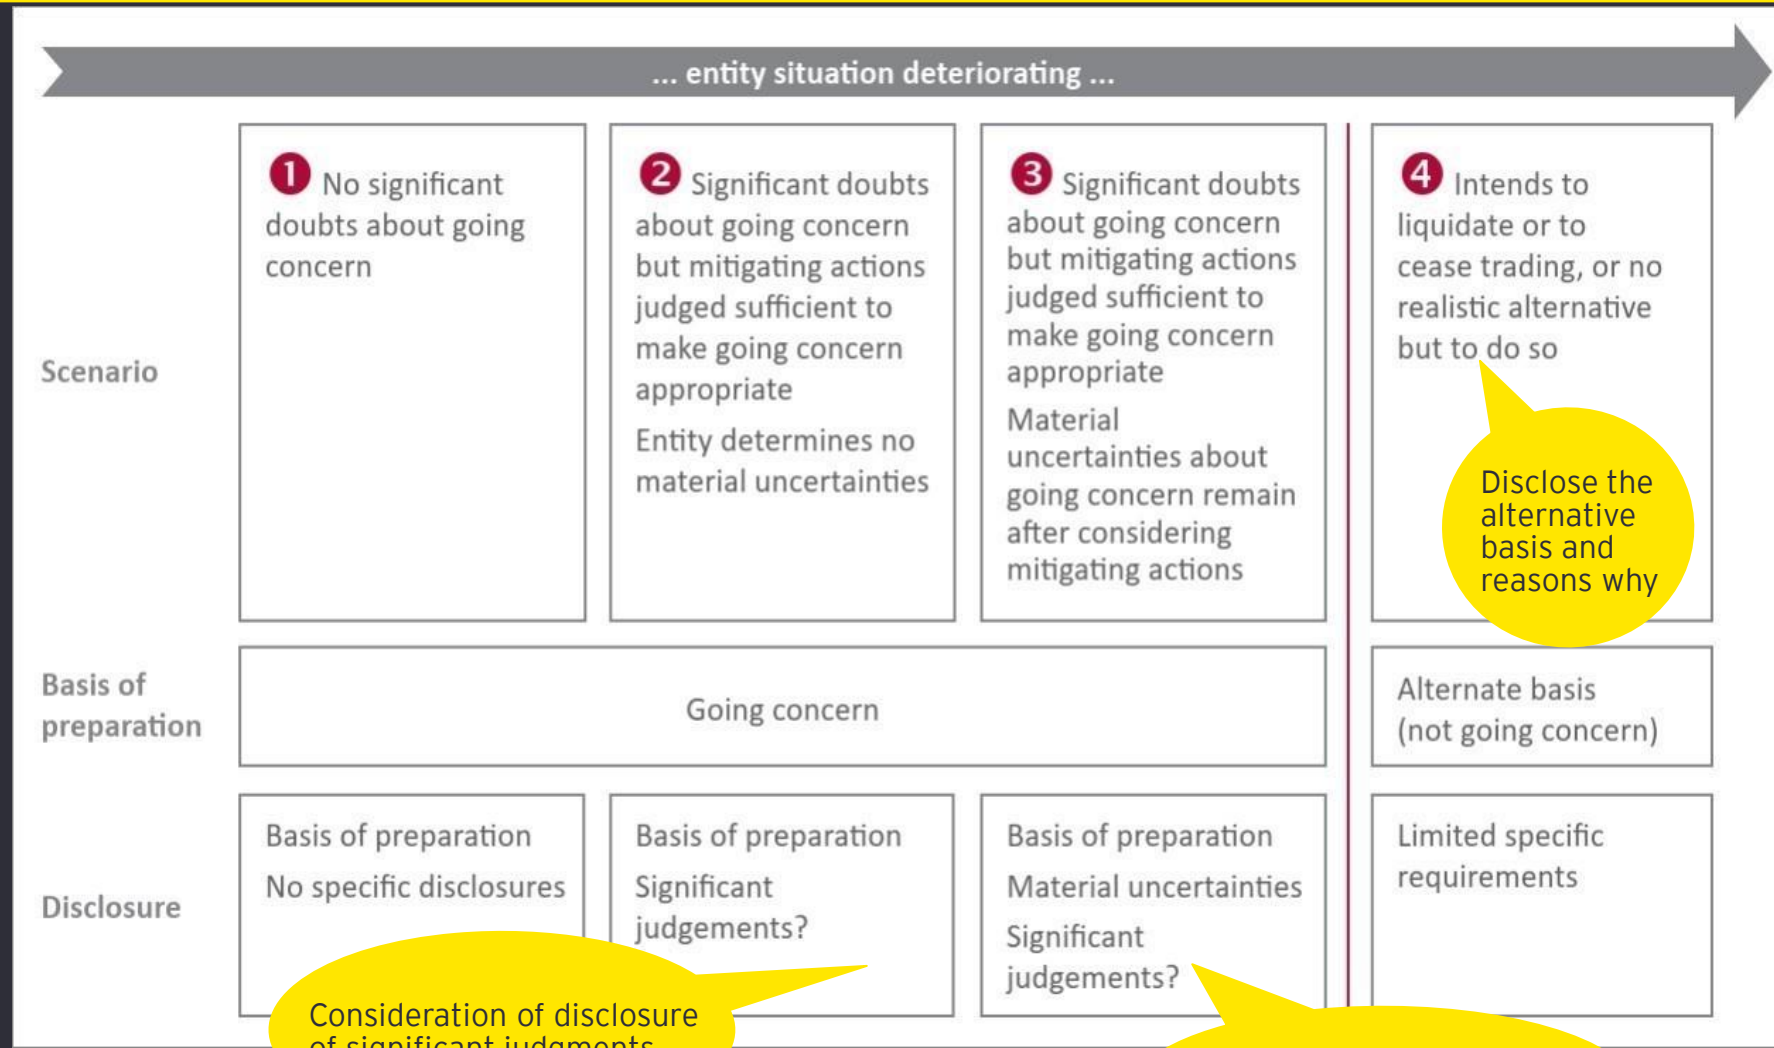 ... entity situation deteriorating ...
Scenario
1 No significant
doubts about going
concern
2 Significant doubts
about going concern
but mitigating actions
judged sufficient to
make going concern
appropriate
Entity determines no
material uncertainties
3 Significant doubts
about going concern
but mitigating actions
judged sufficient to
make going concern
appropriate
Material
uncertainties about
going concern remain
after considering
mitigating actions
4 Intends to
liquidate or to
cease trading, or no
realistic alternative
but to do so
Disclose the
alternative
basis and
reasons why
Basis of
preparation
Going concern
Alternate basis
(not going concern)
Disclosure
Basis of preparation
No specific disclosures
Basis of preparation
Significant
judgements?
Basis of preparation
Material uncertainties
Significant
judgements?
Limited specific
requirements
Consideration of disclosure
of significant judgments